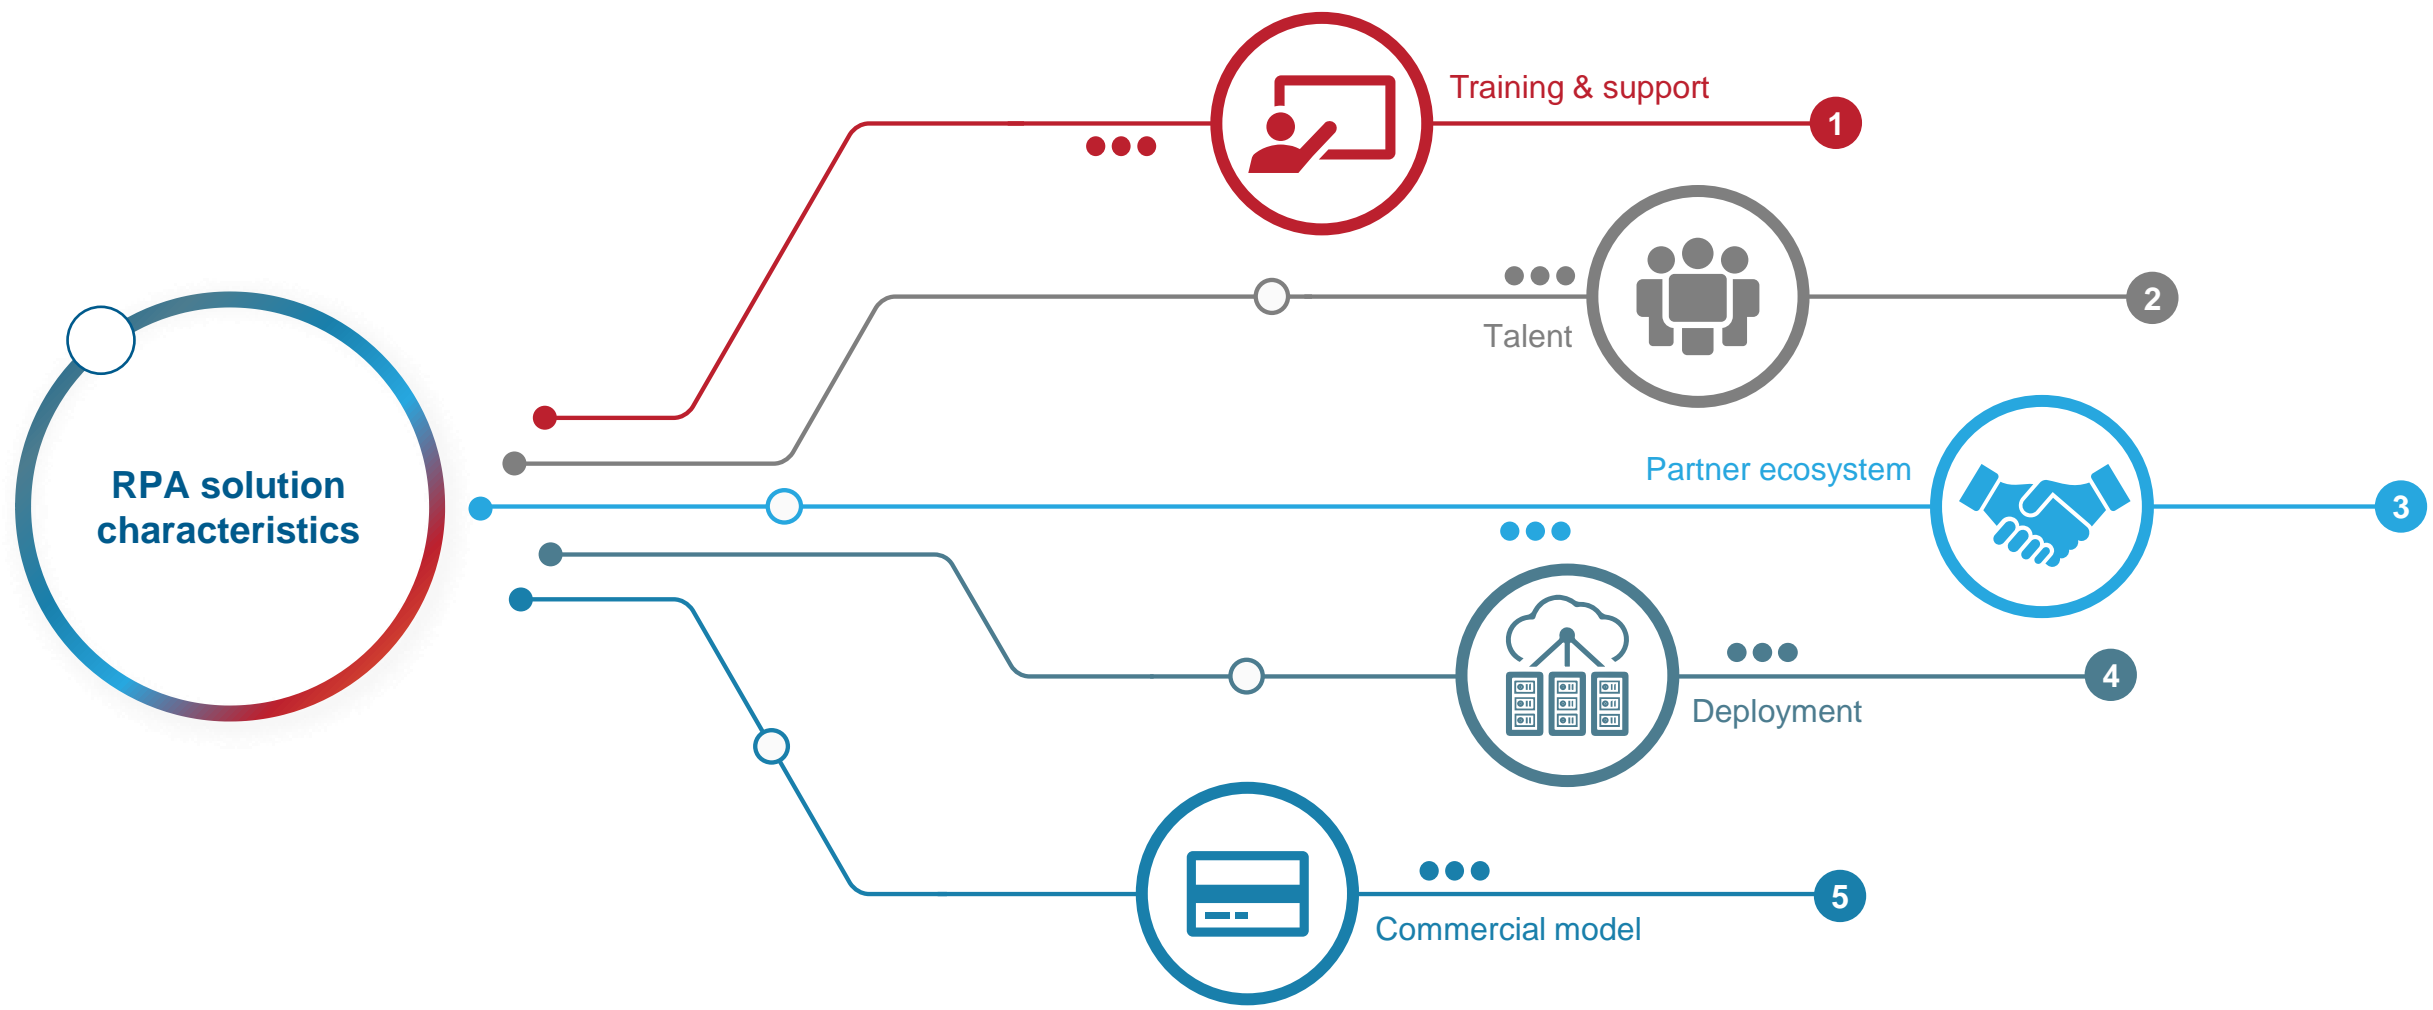 RPA solution
characteristics
Training & support
1
Talent
2
Partner ecosystem
3
Deployment
4
Commercial model
5